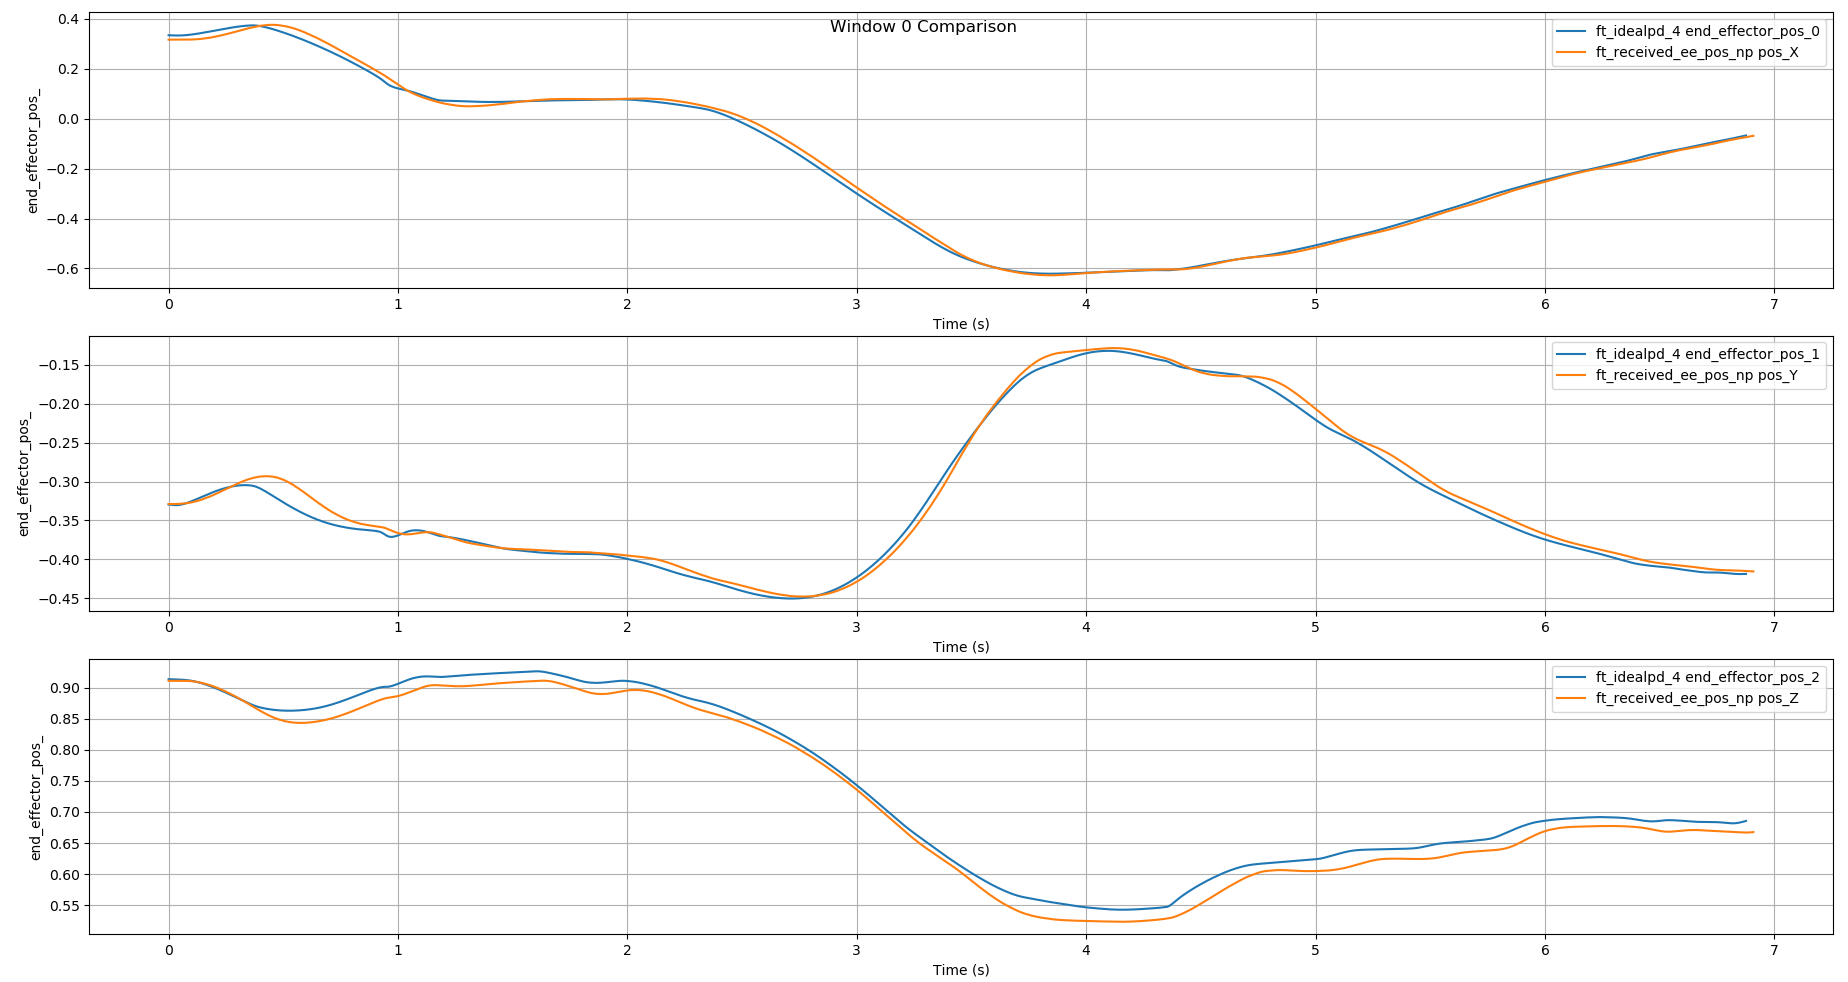 Window 0 Comparison
end_effector_pos_
0.4
0.2
0.0
−0.2
−0.4
−0.6
ft_idealpd_4 end_effector_pos_0
ft_received_ee_pos_np pos_X
0 1 2 3 4 5 6 7
Time (s)
end_effector_pos_
−0.15
−0.20
−0.25
−0.30
−0.35
−0.40
−0.45
ft_idealpd_4 end_effector_pos_1
ft_received_ee_pos_np pos_Y
0 1 2 3 4 5 6 7
Time (s)
end_effector_pos_
0.90
0.85
0.80
0.75
0.70
0.65
0.60
0.55
ft_idealpd_4 end_effector_pos_2
ft_received_ee_pos_np pos_Z
0 1 2 3 4 5 6 7
Time (s)